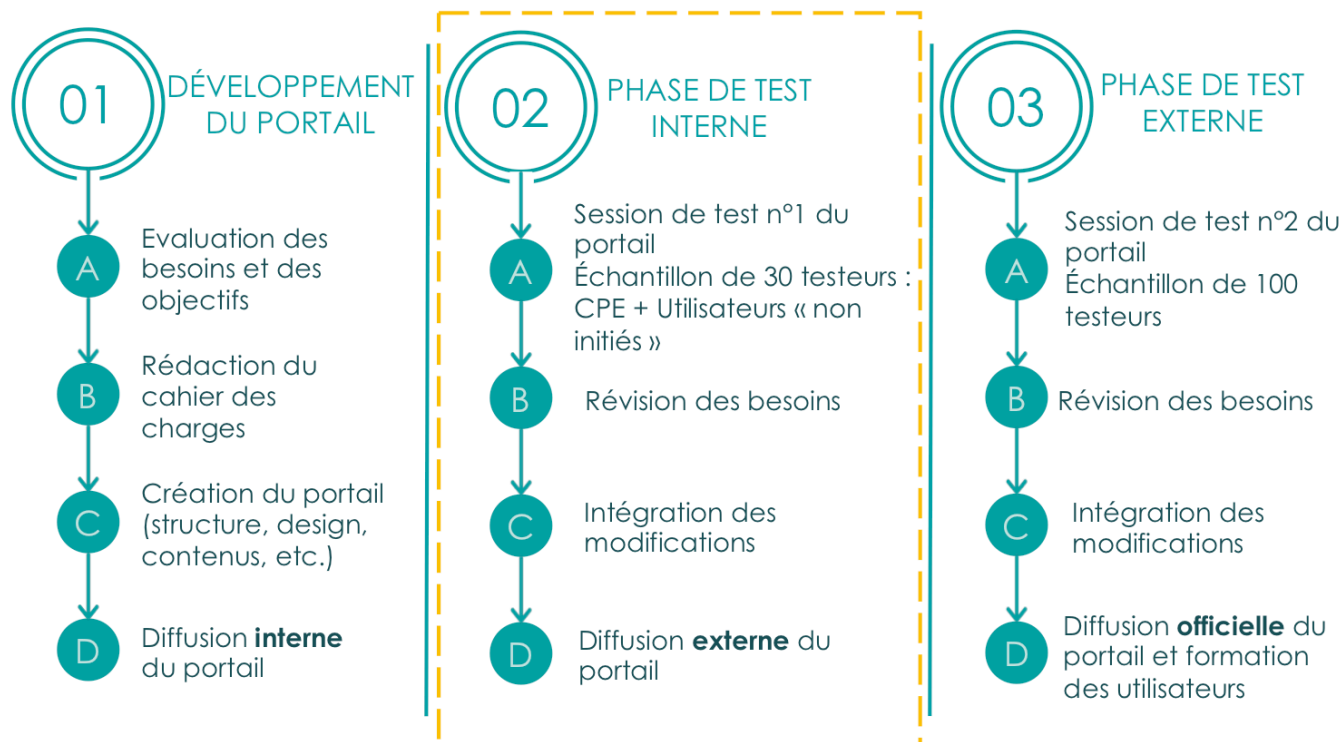 01
DÉVELOPPEMENT
DU PORTAIL
A
Evaluation des
besoins et des
objectifs
B
Rédaction du
cahier des
charges
C
Création du portail
(structure, design,
contenus, etc.)
D
Diffusion interne
du portail
02
PHASE DE TEST
INTERNE
A
Session de test n°1 du
portail
Échantillon de 30 testeurs :
CPE + Utilisateurs « non
initiés »
B
Révision des besoins
C
Intégration des
modifications
D
Diffusion externe du
portail
03
PHASE DE TEST
EXTERNE
A
Session de test n°2 du
portail
Échantillon de 100
testeurs
B
Révision des besoins
C
Intégration des
modifications
D
Diffusion officielle du
portail et formation
des utilisateurs